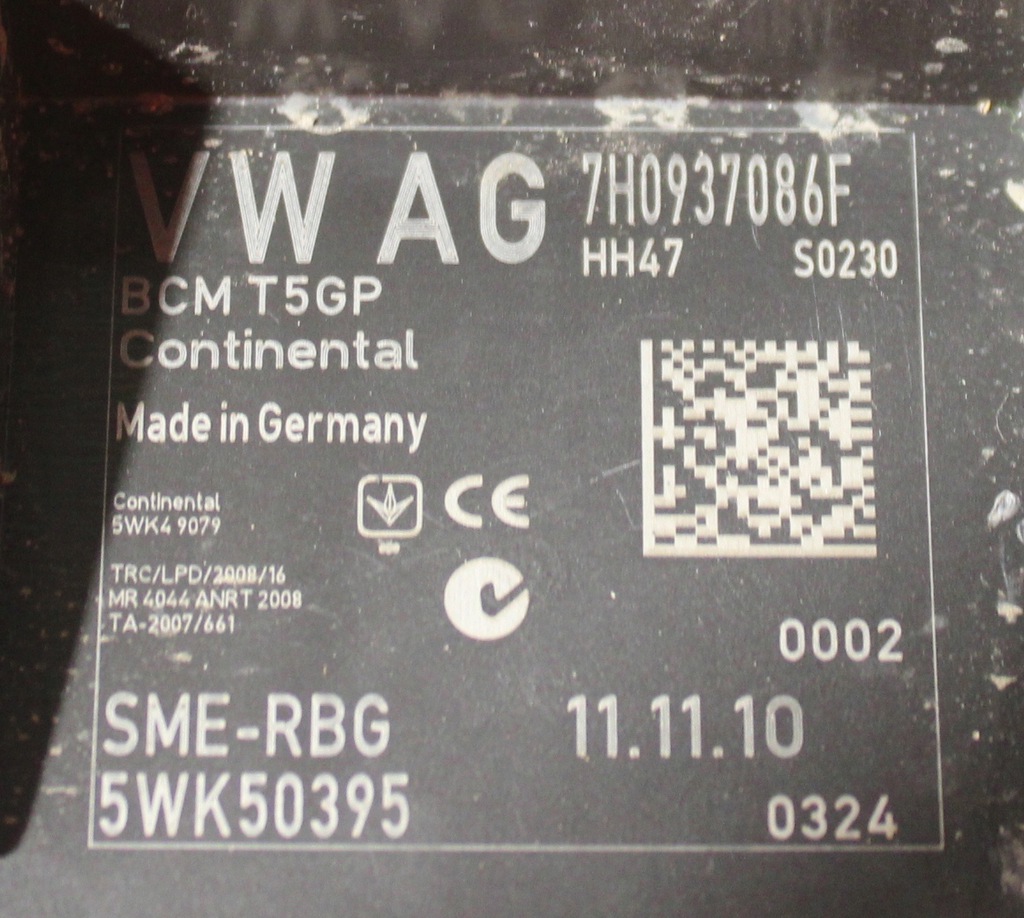 VW AG 7H0937086F
HH47 S0230
BCM T5GP
Continental
Made in Germany
Continental
5WK4 9079
CE
TRC/LPD/2008/16
MR 4044 ANRT 2008
TA-2007/661
0002
SME-RBG 11.11.10
5WK50395 0324